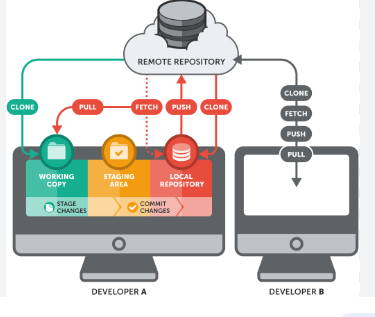 REMOTE REPOSITORY
CLONE
PULL
FETCH
PUSH
CLONE
CLONE
FETCH
PUSH
PULL
WORKING
COPY
STAGING
AREA
LOCAL
REPOSITORY
STAGE
CHANGES
COMMIT
CHANGES
DEVELOPER A
DEVELOPER B